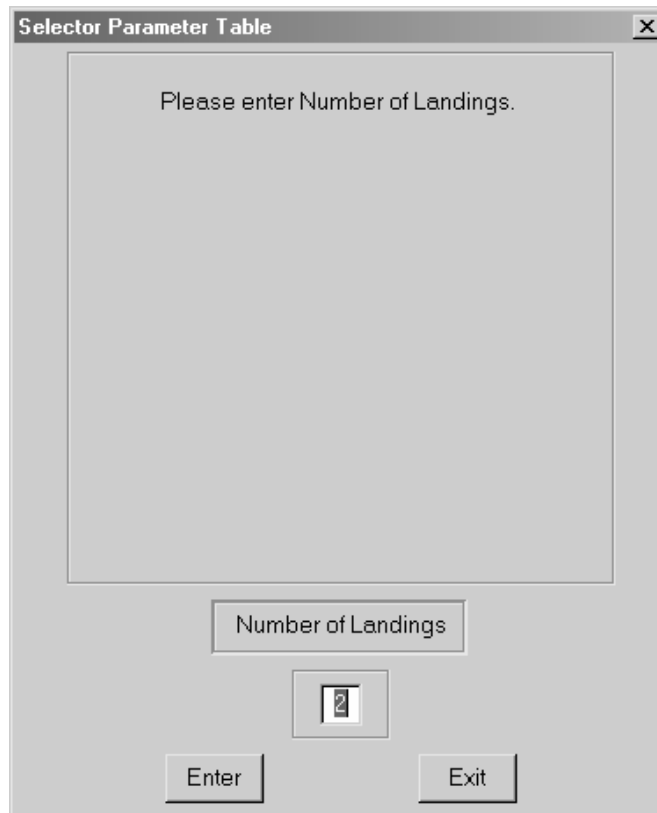 Selector Parameter Table
Please enter Number of Landings.
Number of Landings
2
Enter Exit